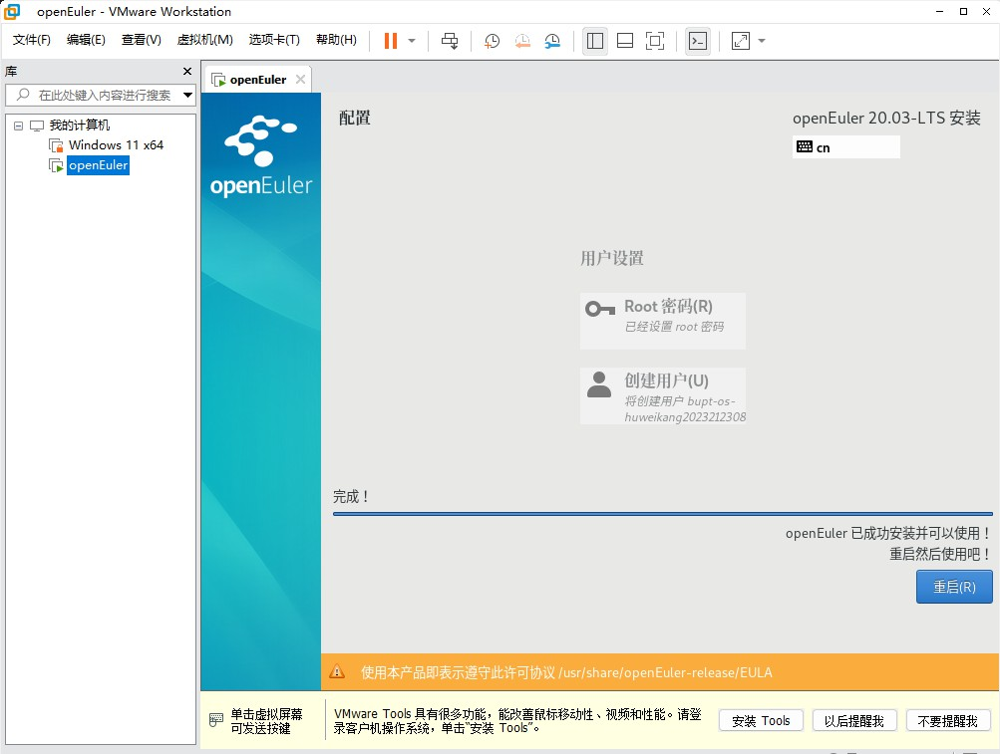 openEuler - VMware Workstation
文件(F) 编辑(E) 查看(V) 虚拟机(M) 选项卡(T) 帮助(H)
库
在此处键入内容进行搜索
我的计算机
Windows 11 x64
openEuler
openEuler
openEuler
配置
openEuler 20.03-LTS 安装
cn
用户设置
Root 密码(R)
已经设置 root 密码
创建用户(U)
将创建用户 bupt-os-
huweikang2023212308
完成！
openEuler 已成功安装并可以使用！
重启然后使用吧！
重启(R)
使用本产品即表示遵守此许可协议 /usr/share/openEuler-release/EULA
单击虚拟屏幕
可发送按键
VMware Tools 具有很多功能，能改善鼠标移动性、视频和性能。请登
录客户机操作系统，单击“安装 Tools”。
安装 Tools
以后提醒我
不要提醒我